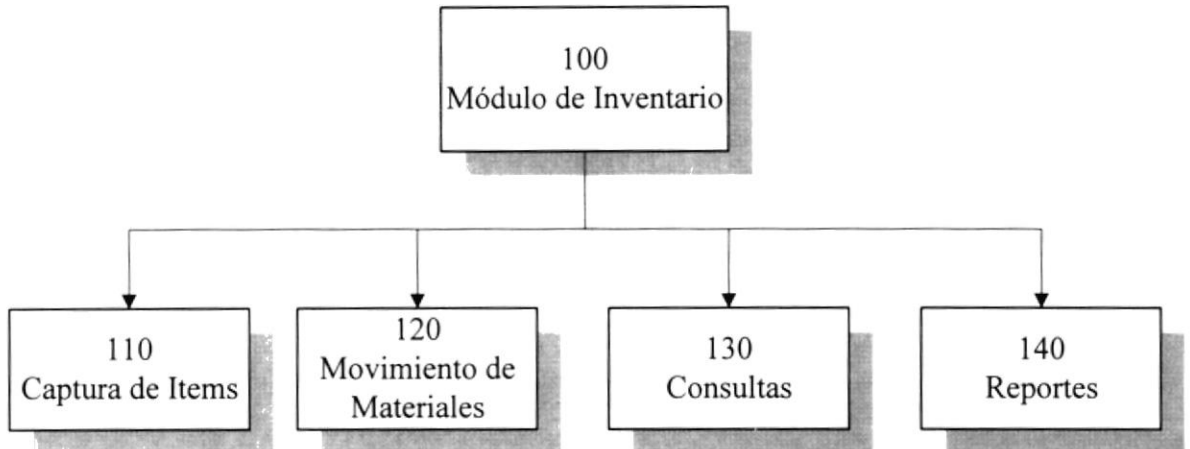 100
Módulo de Inventario
110
Captura de Items
120
Movimiento de
Materiales
130
Consultas
140
Reportes